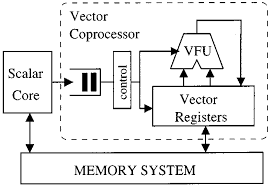 Vector
Coprocessor
VFU
Scalar
Core
control
Vector
Registers
MEMORY SYSTEM